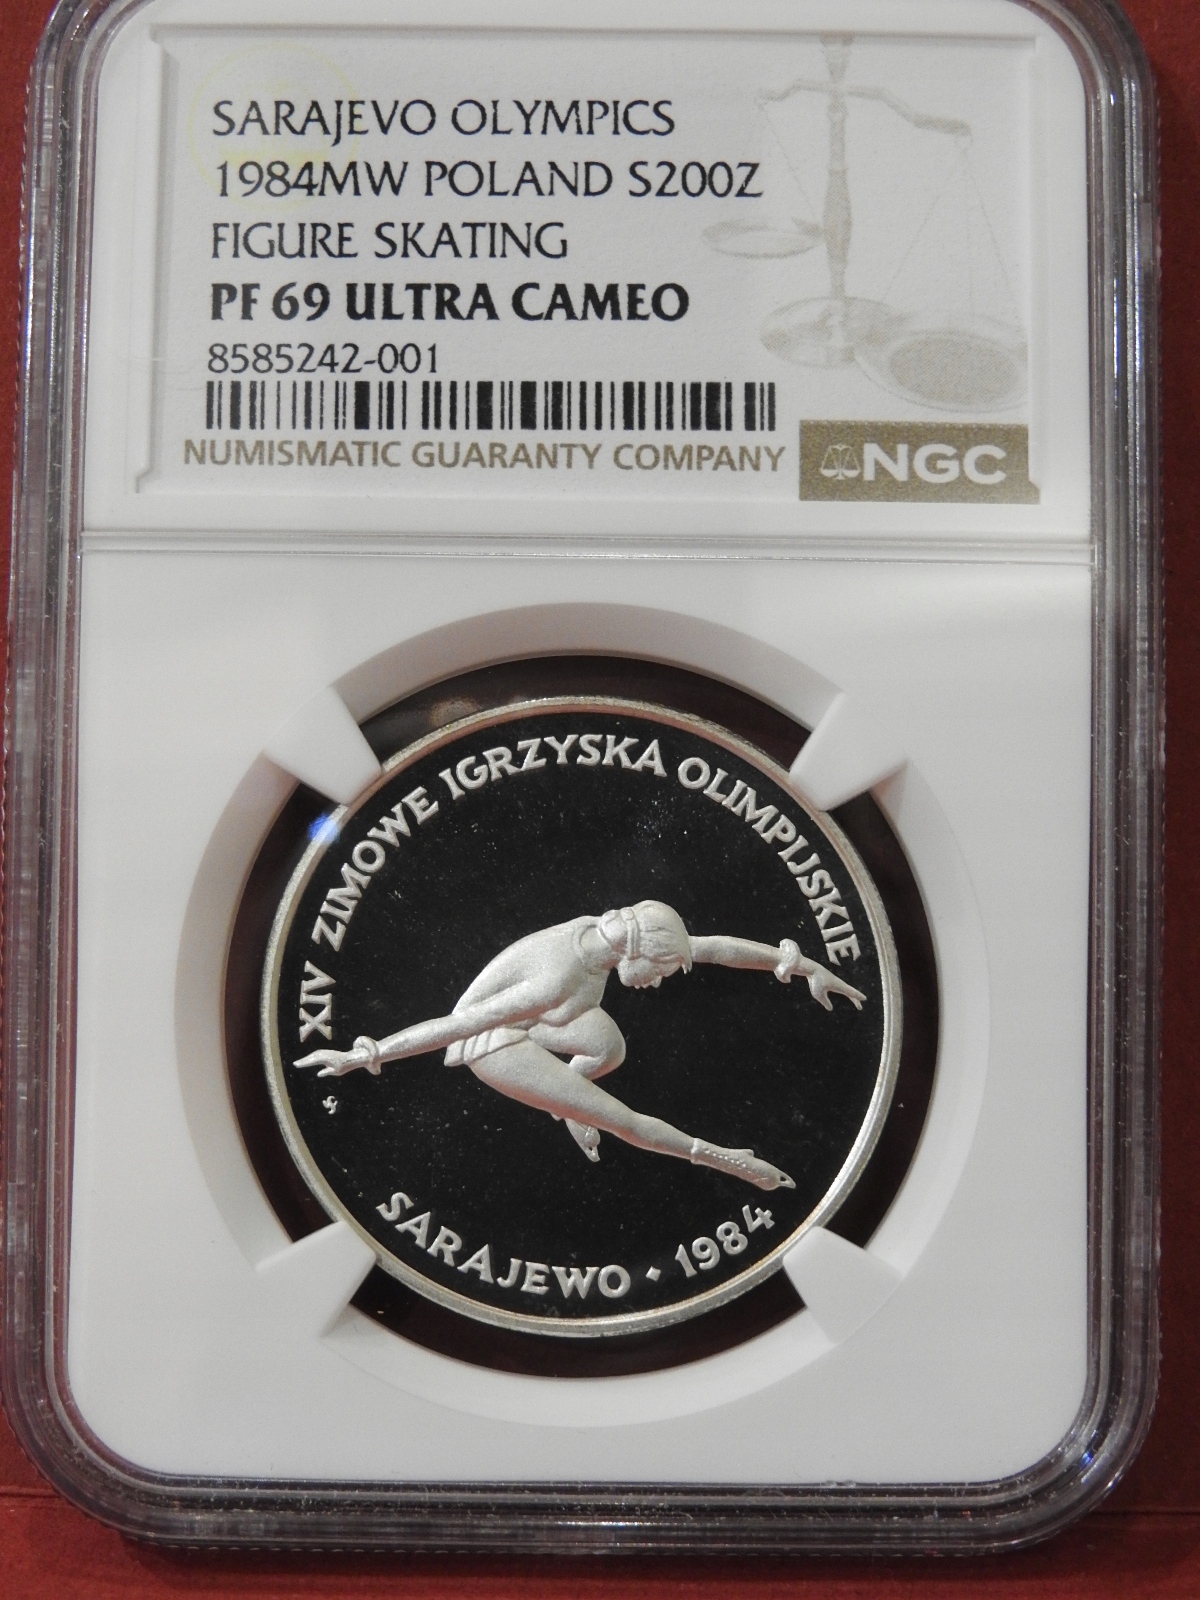 SARAJEVO OLYMPICS
1984MW POLAND S200Z
FIGURE SKATING
PF 69 ULTRA CAMEO
8585242-001
NUMISMATIC GUARANTY COMPANY
NGC
XIV ZIMOWE IGRZYSKA OLIMPIJSKIE
SARAJEWO · 1984